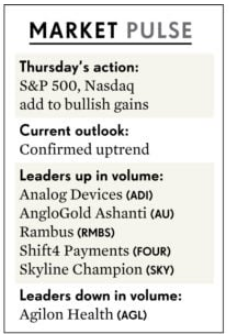 MARKET PULSE
Thursday's action:
S&P 500, Nasdaq
add to bullish gains
Current outlook:
Confirmed uptrend
Leaders up in volume:
Analog Devices (ADI)
AngloGold Ashanti (AU)
Rambus (RMBS)
Shift4 Payments (FOUR)
Skyline Champion (SKY)
Leaders down in volume:
Agilon Health (AGL)